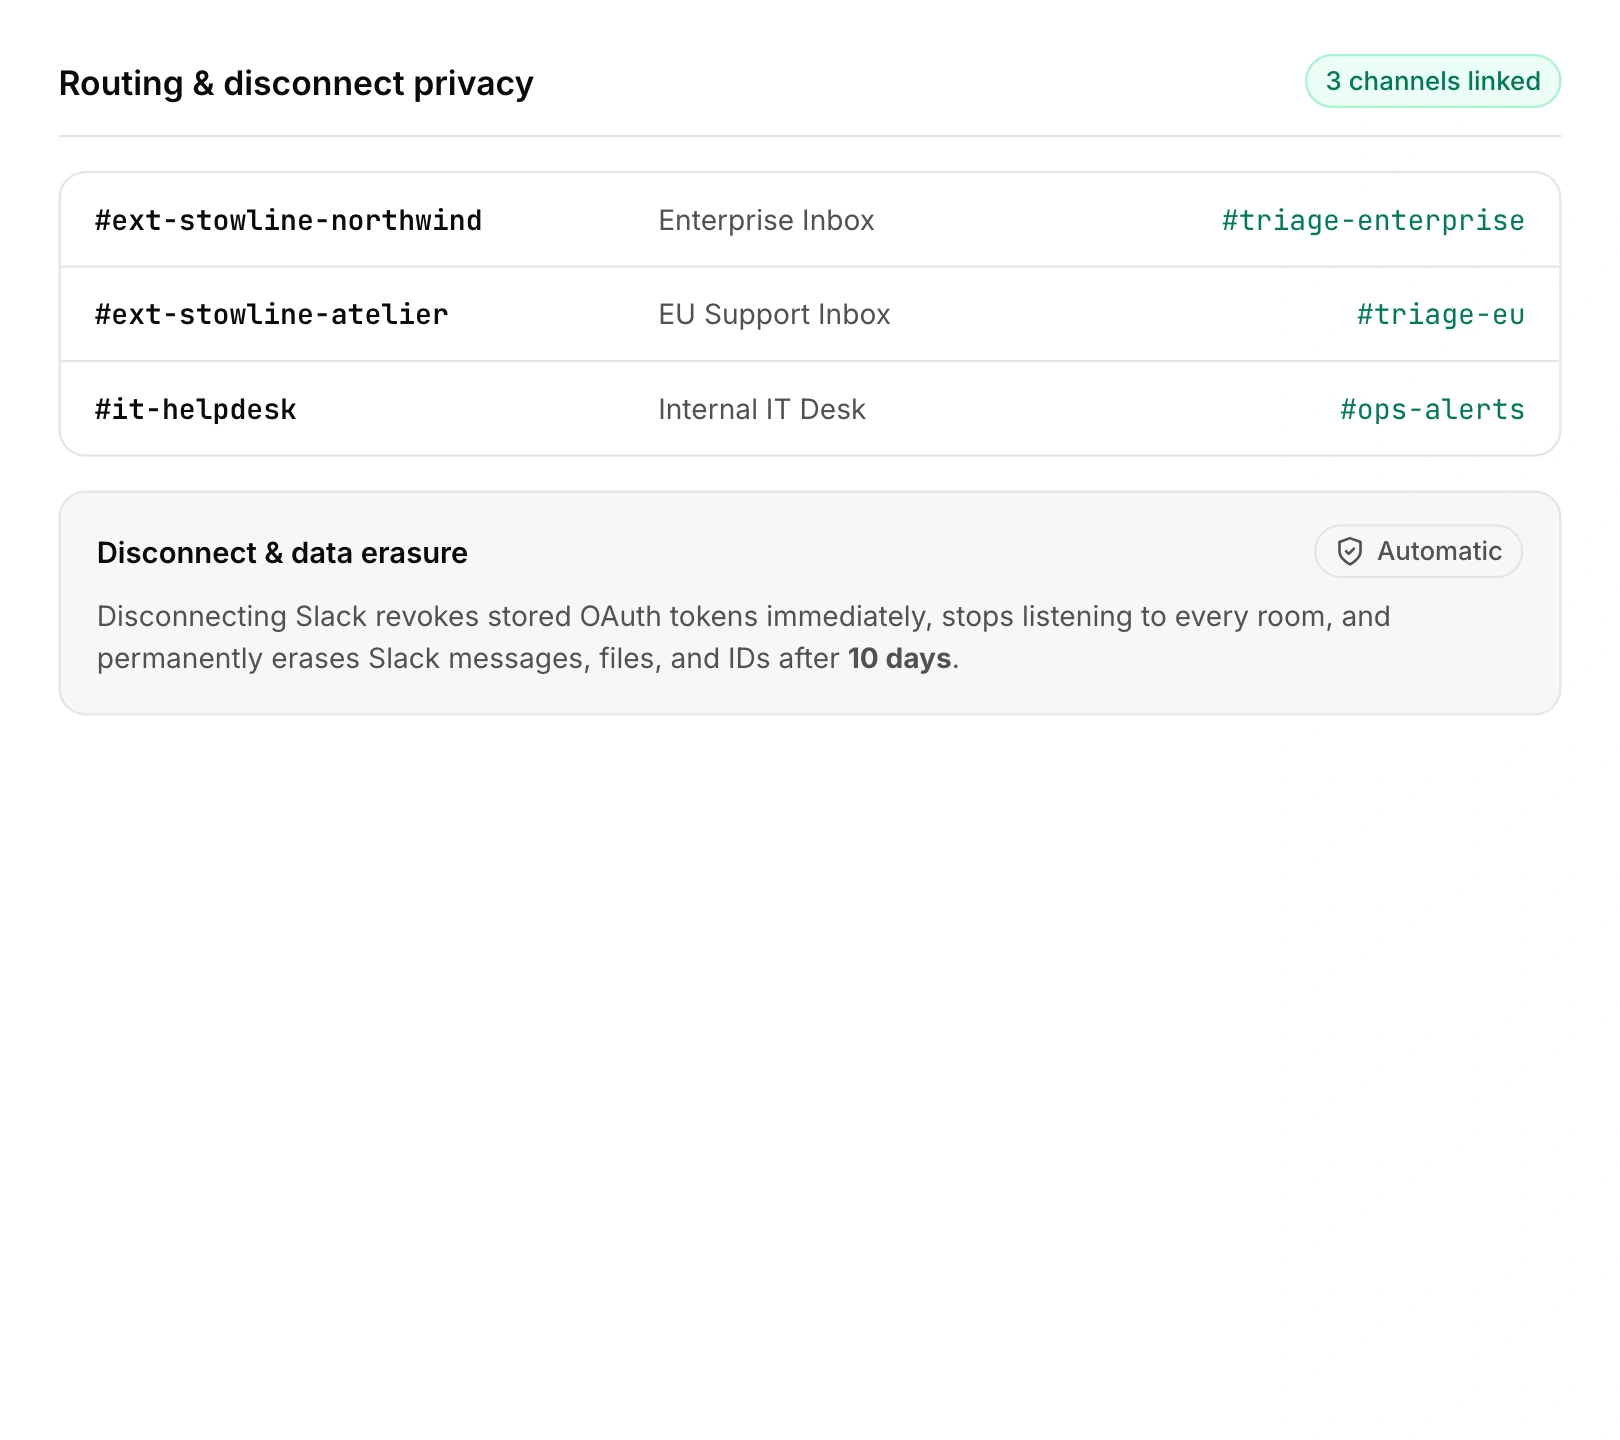 Routing & disconnect privacy
3 channels linked
#ext-stowline-northwind Enterprise Inbox #triage-enterprise
#ext-stowline-atelier EU Support Inbox #triage-eu
#it-helpdesk Internal IT Desk #ops-alerts
Disconnect & data erasure
Automatic
Disconnecting Slack revokes stored OAuth tokens immediately, stops listening to every room, and
permanently erases Slack messages, files, and IDs after 10 days.